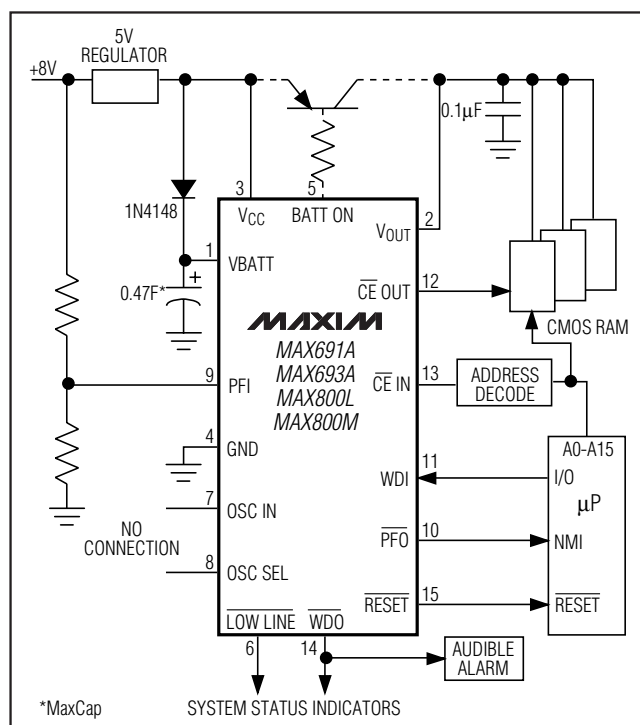 5V
REGULATOR
+8V
0.1µF
3
5
1N4148
VCC
BATT ON
2
VOUT
1
VBATT
+
0.47F*
12
CE OUT
MAXIM
CMOS RAM
MAX691A
MAX693A
MAX800L
MAX800M
9
PFI
13
CE IN
ADDRESS
DECODE
4
GND
A0-A15
11
WDI
I/O
µP
7
OSC IN
NO
CONNECTION
10
PFO
NMI
8
OSC SEL
15
RESET
RESET
LOW LINE
WDO
6
14
AUDIBLE
ALARM
*MaxCap
SYSTEM STATUS INDICATORS